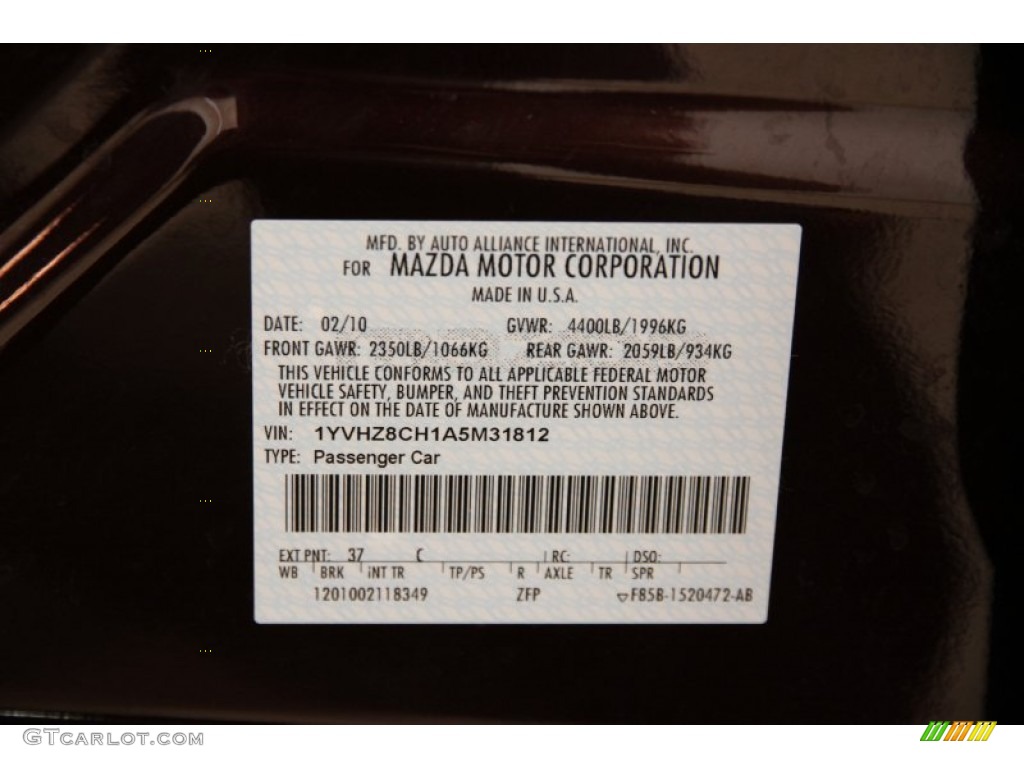 MFD. BY AUTO ALLIANCE INTERNATIONAL, INC.
FOR MAZDA MOTOR CORPORATION
MADE IN U.S.A.
DATE: 02/10 GVWR: 4400LB/1996KG
FRONT GAWR: 2350LB/1066KG REAR GAWR: 2059LB/934KG
THIS VEHICLE CONFORMS TO ALL APPLICABLE FEDERAL MOTOR
VEHICLE SAFETY, BUMPER, AND THEFT PREVENTION STANDARDS
IN EFFECT ON THE DATE OF MANUFACTURE SHOWN ABOVE.
VIN: 1YVHZ8CH1A5M31812
TYPE: Passenger Car
EXT PNT: 37 C RC: DSO:
WB BRK INT TR TP/PS R AXLE TR SPR
1201002118349 ZFP F85B-1520472-AB
GTCARLOT.COM